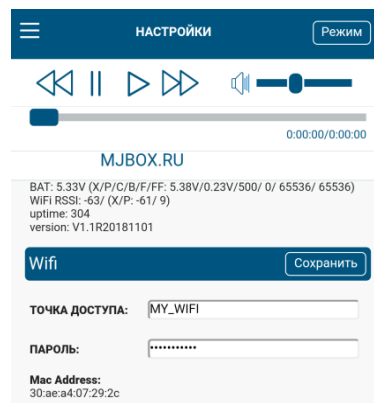 НАСТРОЙКИ
Режим
0:00:00/0:00:00
MJBOX.RU
BAT: 5.33V (X/P/C/B/F/FF: 5.38V/0.23V/500/ 0/ 65536/ 65536)
WiFi RSSI: -63/ (X/P: -61/ 9)
uptime: 304
version: V1.1R20181101
Wifi
Сохранить
ТОЧКА ДОСТУПА: MY_WIFI
ПАРОЛЬ: •••••••••••
Mac Address:
30:ae:a4:07:29:2c